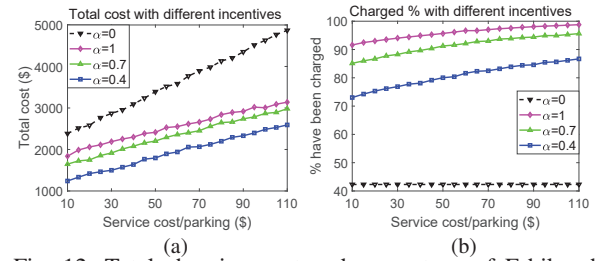 Total cost with different incentives
Total cost ($)
5000
4000
3000
2000
1000
α=0
α=1
α=0.7
α=0.4
10 30 50 70 90 110
Service cost/parking ($)
(a)
Charged % with different incentives
% have been charged
100
90
80
70
60
50
40
α=0
α=1
α=0.7
α=0.4
10 30 50 70 90 110
Service cost/parking ($)
(b)